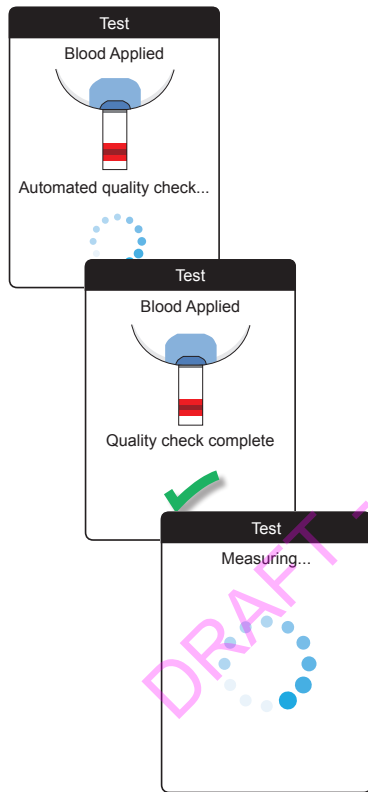 Test
Blood Applied
Automated quality check...
Test
Blood Applied
Quality check complete
Test
Measuring...
DRAFT -